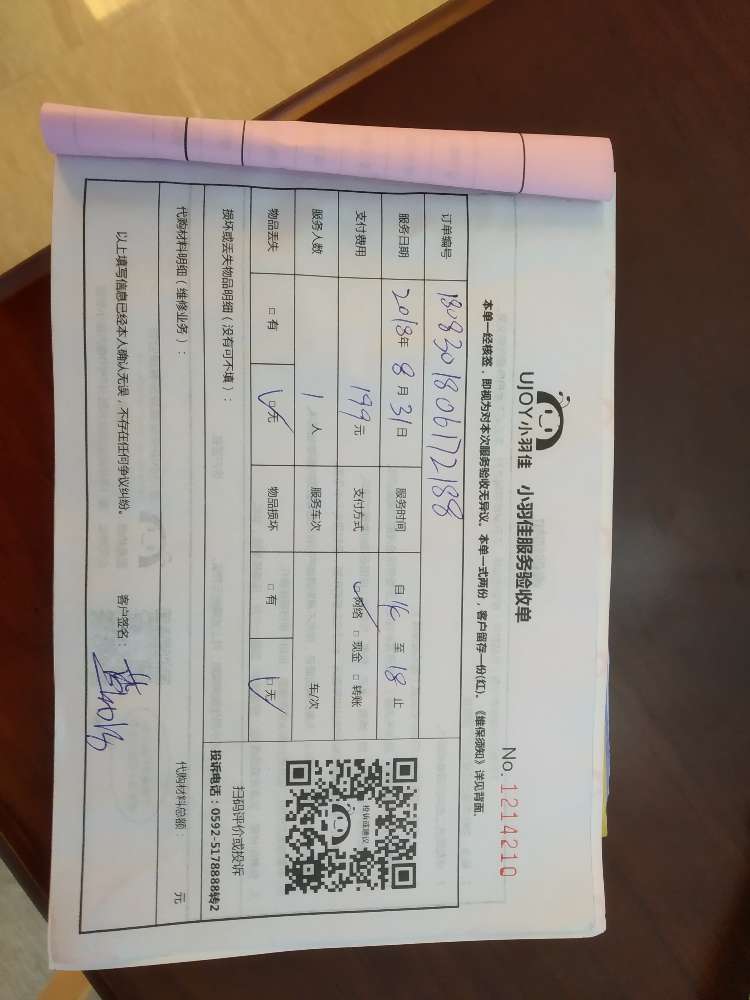 UJOY小羽佳 小羽佳服务验收单
No. 1214210
本单一经核签，即视为对本次服务验收无异议。本单一式两份，客户留存一份(红)。《维保须知》详见背面.
订单编号 1808301806172188
服务日期 2018年 8月 31日 服务时间 自 16 至 18 止
支付费用 199元 支付方式 ☑网络 □现金 □转账
服务人数 1 人 服务车次 车/次
物品丢失 □有 ☑无 物品损坏 □有 ☑无
损坏或丢失物品明细（没有可不填）：
投诉建议
扫码评价或投诉
投诉电话：0592-5178888转2
代购材料明细（维修业务）： 代购材料总额： 元
以上填写信息已经本人确认无误，不存在任何争议纠纷。 客户签名：